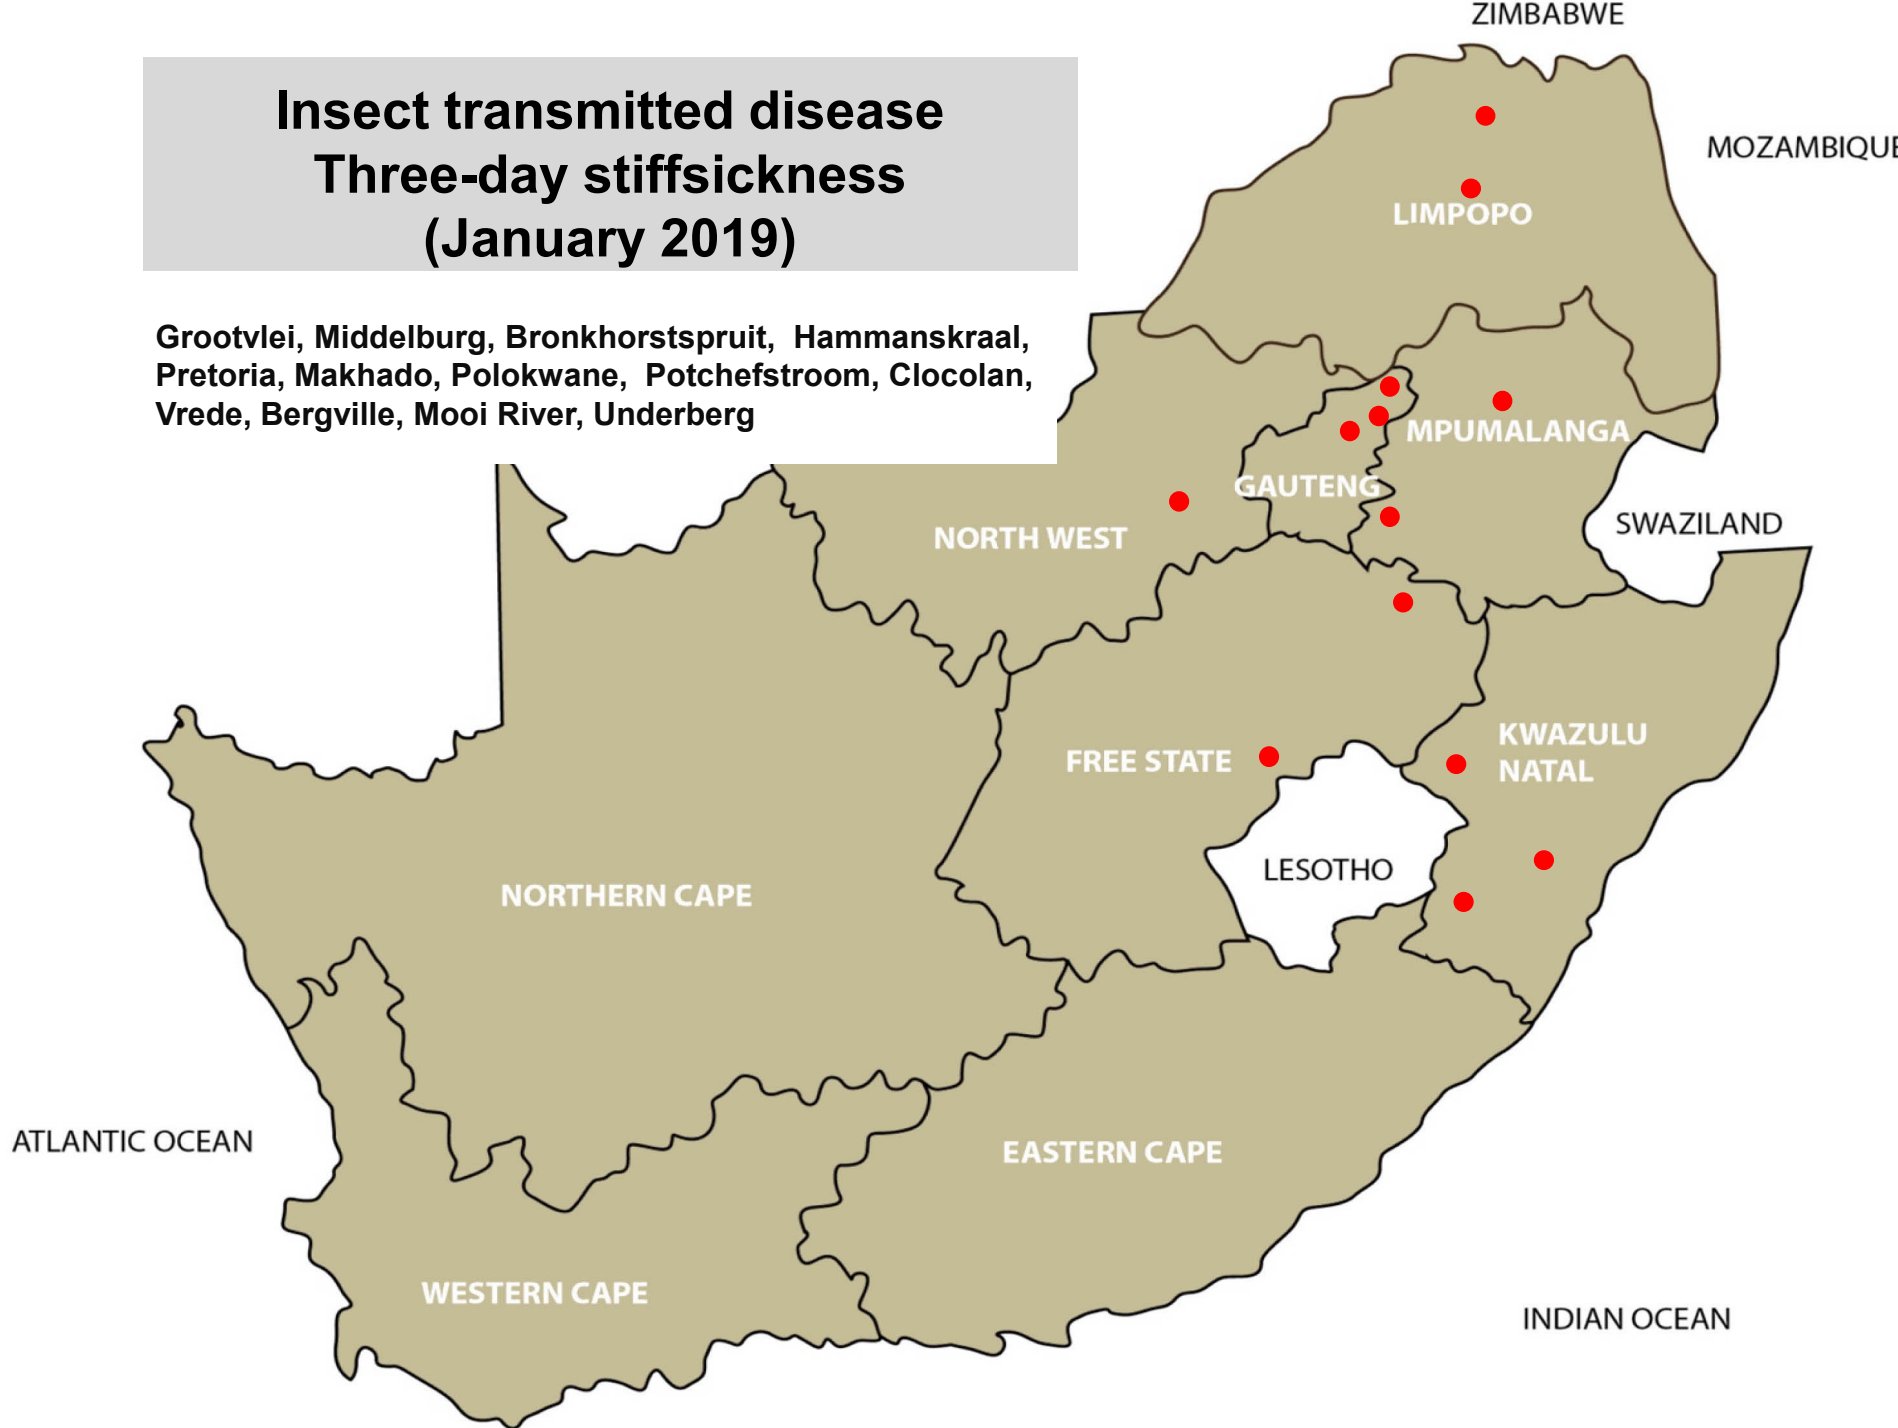 ZIMBABWE
Insect transmitted disease
Three-day stiffsickness
(January 2019)
MOZAMBIQUE
LIMPOPO
Grootvlei, Middelburg, Bronkhorstspruit, Hammanskraal,
Pretoria, Makhado, Polokwane, Potchefstroom, Clocolan,
Vrede, Bergville, Mooi River, Underberg
MPUMALANGA
GAUTENG
SWAZILAND
NORTH WEST
KWAZULU
NATAL
FREE STATE
LESOTHO
NORTHERN CAPE
ATLANTIC OCEAN
EASTERN CAPE
WESTERN CAPE
INDIAN OCEAN